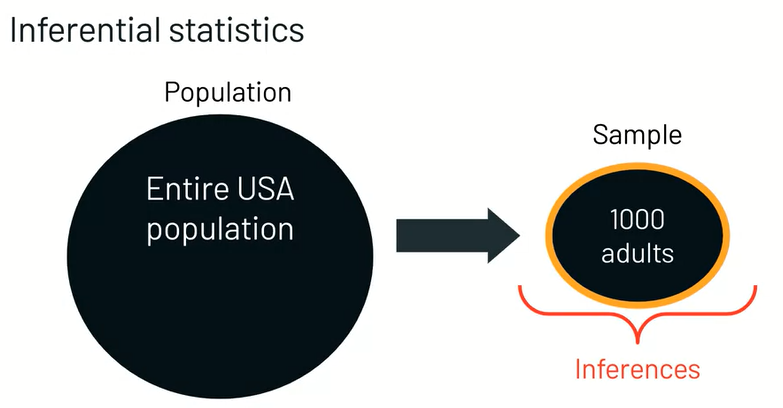 Inferential statistics
Population
Entire USA
population
Sample
1000
adults
Inferences